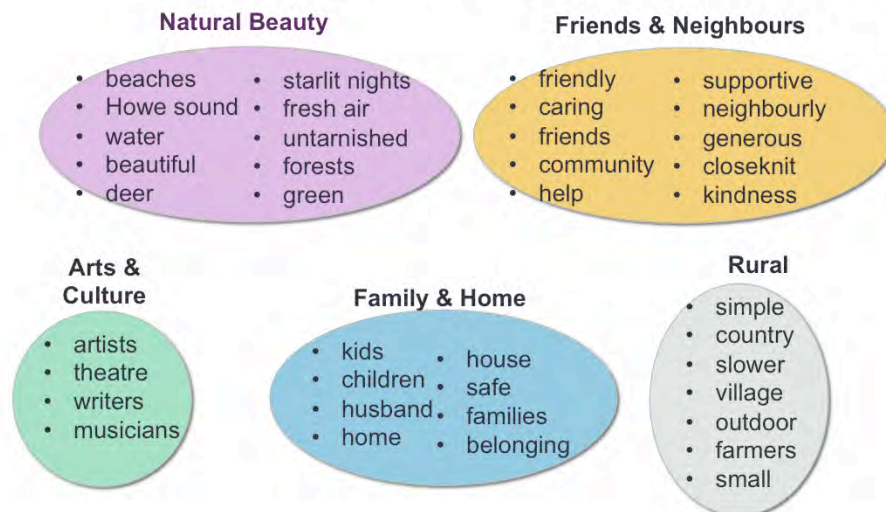 Natural Beauty
• beaches
• Howe sound
• water
• beautiful
• deer
• starlit nights
• fresh air
• untarnished
• forests
• green
Friends & Neighbours
• friendly
• caring
• friends
• community
• help
• supportive
• neighbourly
• generous
• closeknit
• kindness
Arts &
Culture
• artists
• theatre
• writers
• musicians
Family & Home
• kids
• children
• husband
• home
• house
• safe
• families
• belonging
Rural
• simple
• country
• slower
• village
• outdoor
• farmers
• small